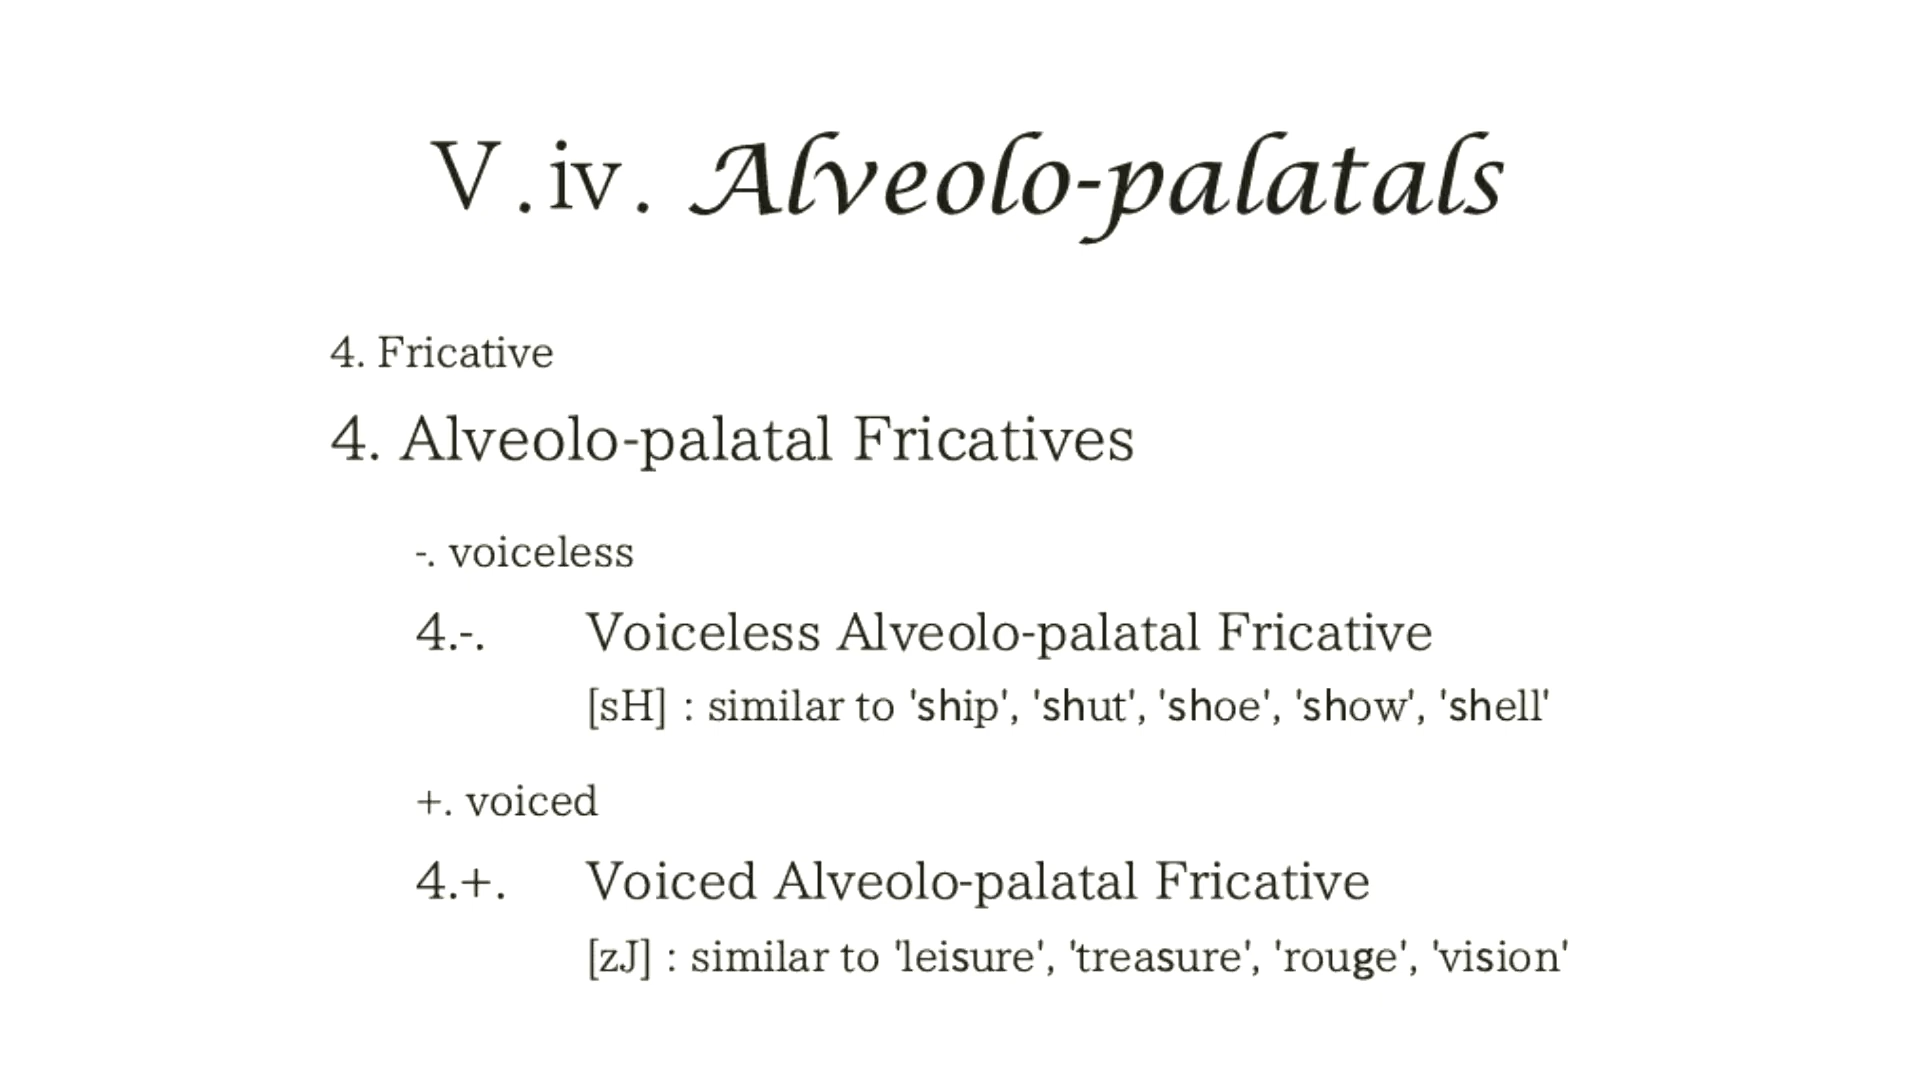 V.iv. Alveolo-palatals
4. Fricative
4. Alveolo-palatal Fricatives
-. voiceless
4.-. Voiceless Alveolo-palatal Fricative
[sH] : similar to 'ship', 'shut', 'shoe', 'show', 'shell'
+. voiced
4.+. Voiced Alveolo-palatal Fricative
[zJ] : similar to 'leisure', 'treasure', 'rouge', 'vision'